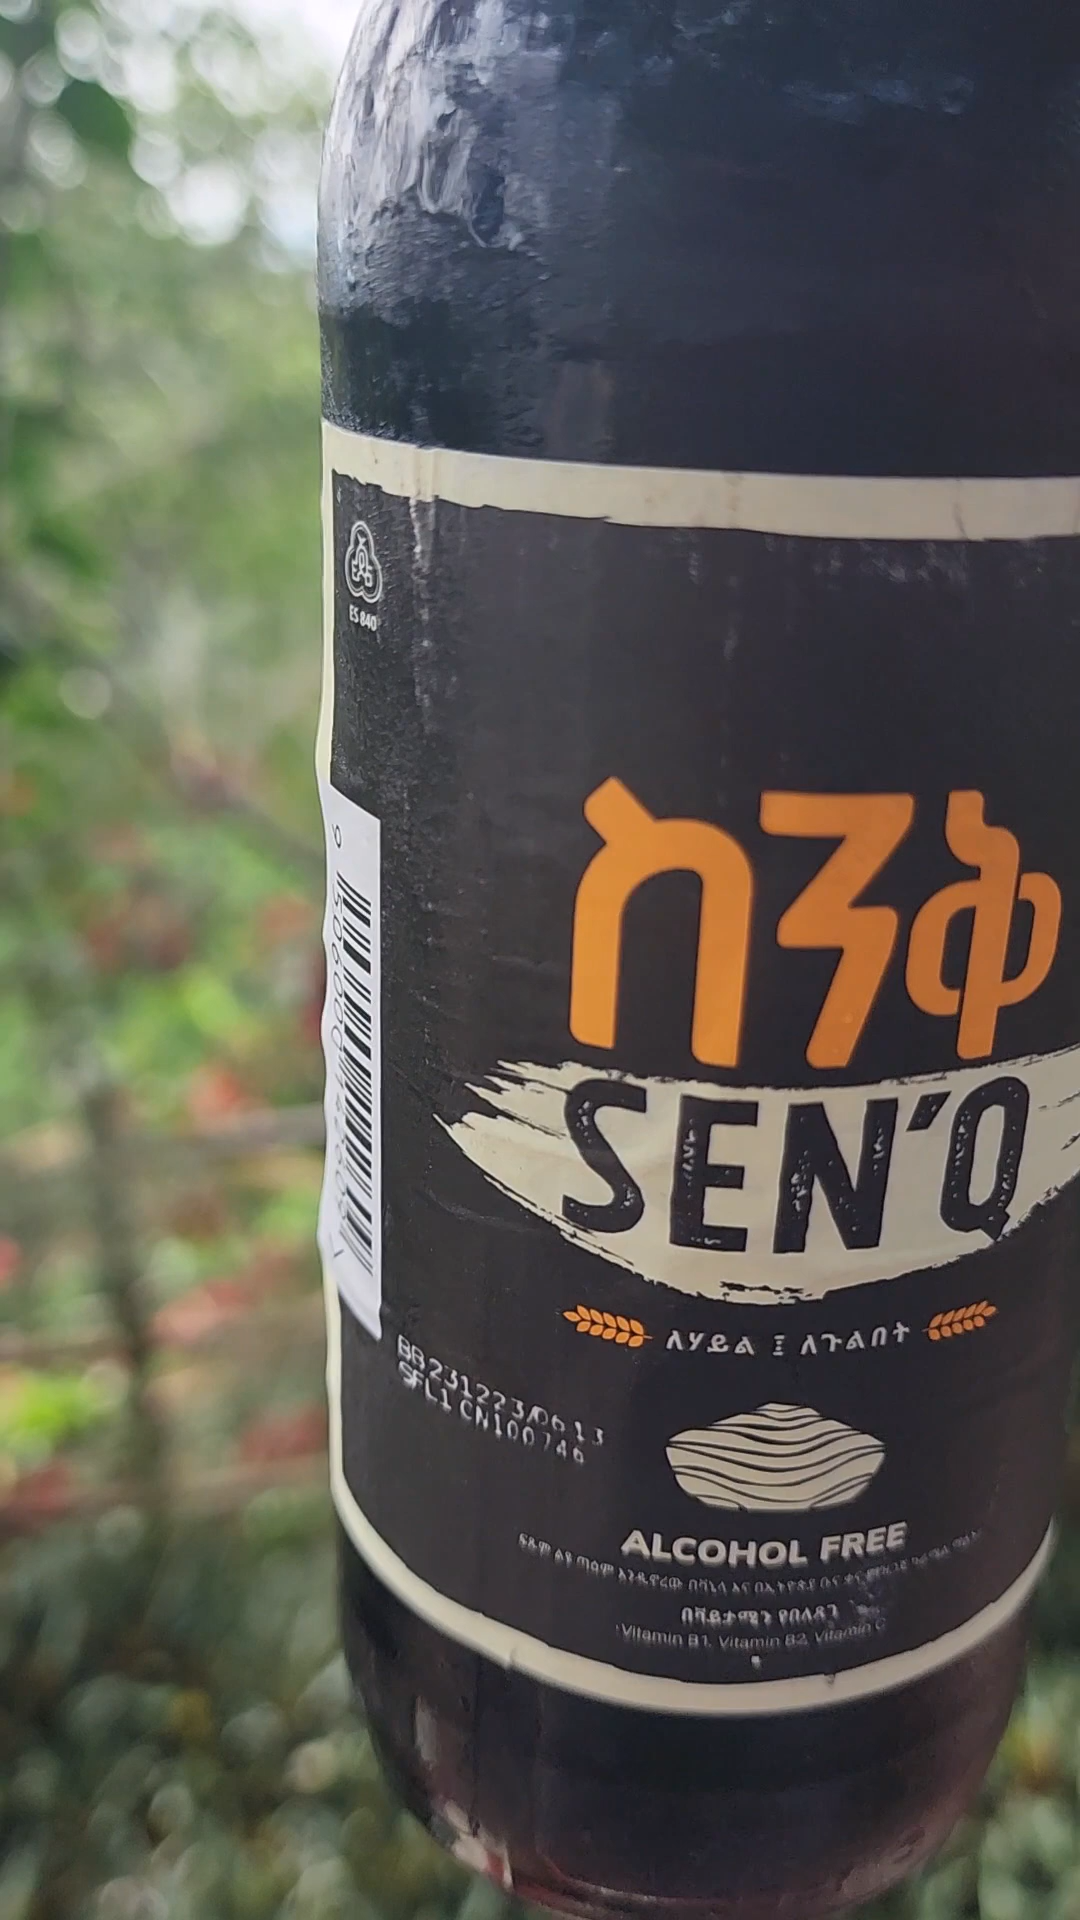 ES 840
ስንቅ
SEN'Q
ለሃይል ፤ ለጉልበት
BB231223/0613
SFL1 CN100746
ALCOHOL FREE
በቫይታሚን የበለጸገ
Vitamin B1, Vitamin B2, Vitamin C